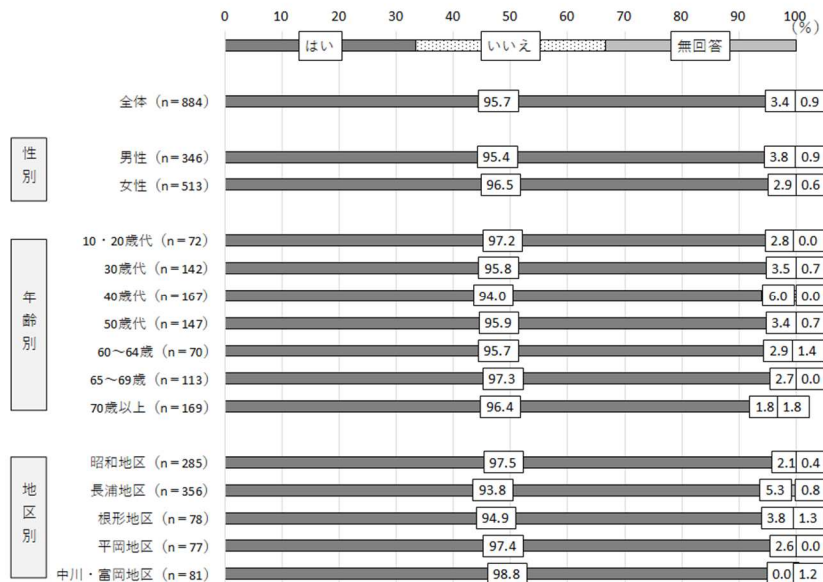 0 10 20 30 40 50 60 70 80 90 100
(%)
はい いいえ 無回答
全体（n＝884） 95.7 3.4 0.9
性別
男性（n＝346） 95.4 3.8 0.9
女性（n＝513） 96.5 2.9 0.6
年齢別
10・20歳代（n＝72） 97.2 2.8 0.0
30歳代（n＝142） 95.8 3.5 0.7
40歳代（n＝167） 94.0 6.0 0.0
50歳代（n＝147） 95.9 3.4 0.7
60～64歳（n＝70） 95.7 2.9 1.4
65～69歳（n＝113） 97.3 2.7 0.0
70歳以上（n＝169） 96.4 1.8 1.8
地区別
昭和地区（n＝285） 97.5 2.1 0.4
長浦地区（n＝356） 93.8 5.3 0.8
根形地区（n＝78） 94.9 3.8 1.3
平岡地区（n＝77） 97.4 2.6 0.0
中川・富岡地区（n＝81） 98.8 0.0 1.2